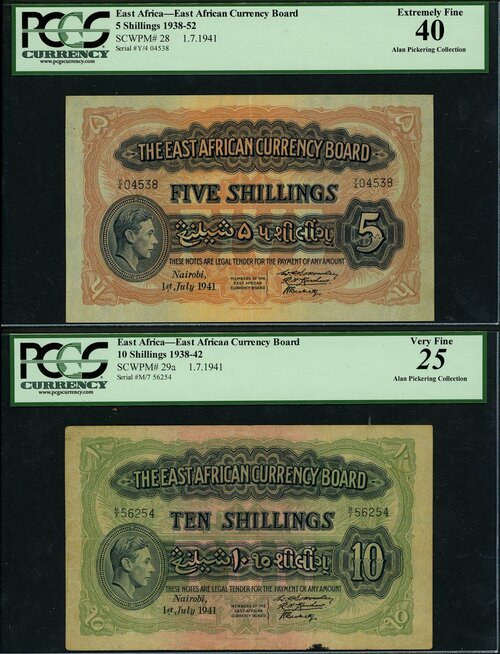 PCGS
CURRENCY
www.pcgscurrency.com
East Africa—East African Currency Board
5 Shillings 1938-52
SCWPM# 28 1.7.1941
Serial #Y/4 04538
Extremely Fine
40
Alan Pickering Collection
THE EAST AFRICAN CURRENCY BOARD
Y/4 04538 Y/4 04538
FIVE SHILLINGS
5
THESE NOTES ARE LEGAL TENDER FOR THE PAYMENT OF ANY AMOUNT
Nairobi,
1st, July 1941
MEMBERS OF THE
EAST AFRICAN
CURRENCY BOARD
PCGS
CURRENCY
www.pcgscurrency.com
East Africa—East African Currency Board
10 Shillings 1938-42
SCWPM# 29a 1.7.1941
Serial #M/7 56254
Very Fine
25
Alan Pickering Collection
THE EAST AFRICAN CURRENCY BOARD
M/7 56254 M/7 56254
TEN SHILLINGS
10
THESE NOTES ARE LEGAL TENDER FOR THE PAYMENT OF ANY AMOUNT
Nairobi,
1st, July 1941
MEMBERS OF THE
EAST AFRICAN
CURRENCY BOARD